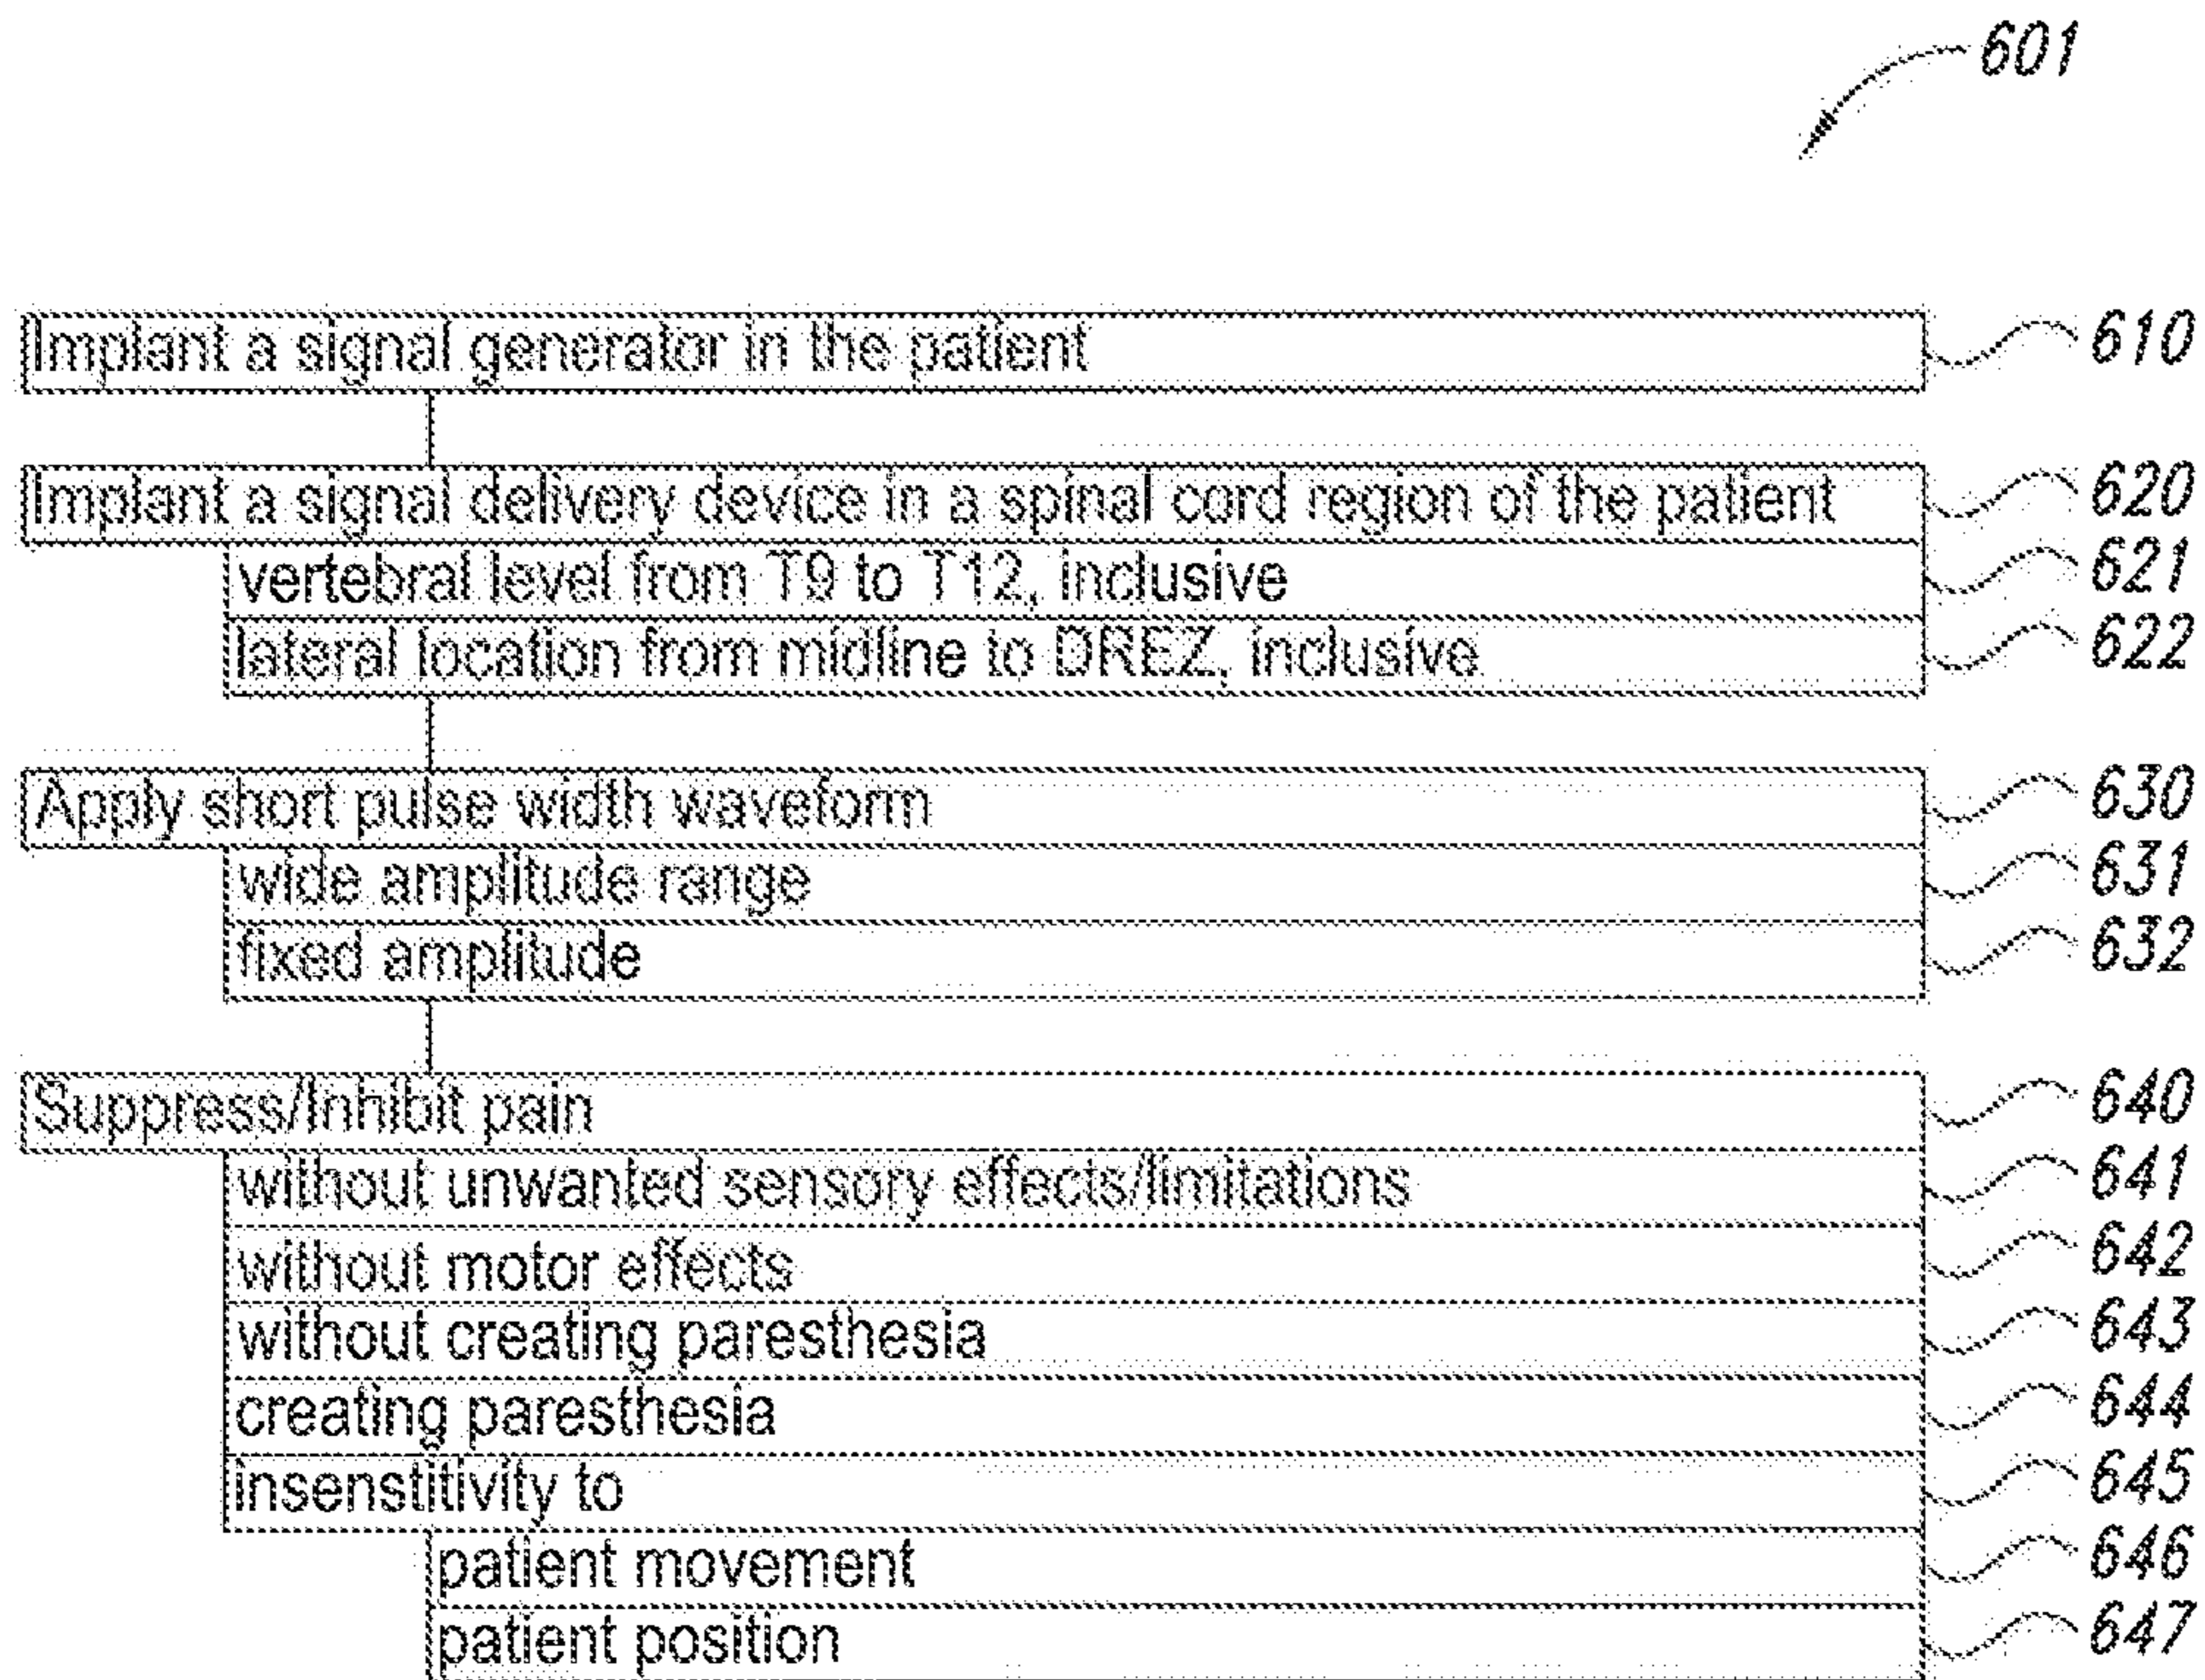 601
Implant a signal generator in the patient 610
Implant a signal delivery device in a spinal cord region of the patient 620
vertebral level from T9 to T12, inclusive 621
lateral location from midline to DREZ, inclusive 622
Apply short pulse width waveform 630
wide amplitude range 631
fixed amplitude 632
Suppress/Inhibit pain 640
without unwanted sensory effects/limitations 641
without motor effects 642
without creating paresthesia 643
creating paresthesia 644
insenstitivity to 645
patient movement 646
patient position 647